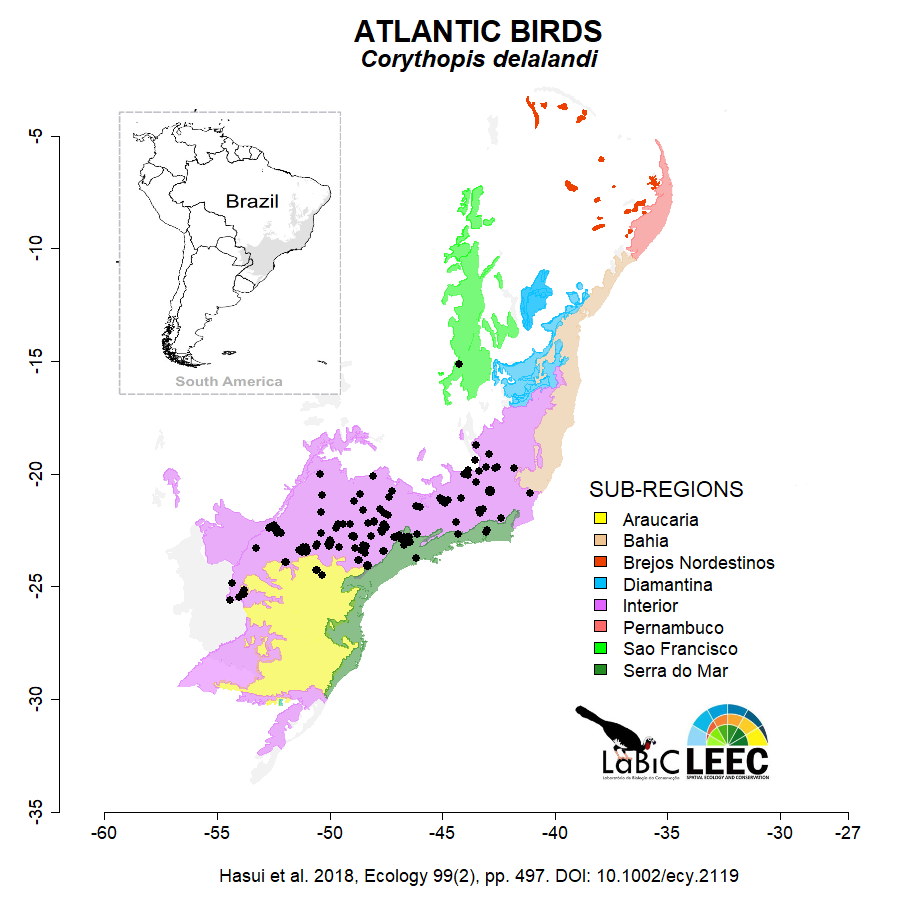 ATLANTIC BIRDS
Corythopis delalandi
Brazil
South America
-5
-10
-15
-20
-25
-30
-35
-60
-55
-50
-45
-40
-35
-30
-27
SUB-REGIONS
Araucaria
Bahia
Brejos Nordestinos
Diamantina
Interior
Pernambuco
Sao Francisco
Serra do Mar
LaBiC
Laboratório de Biologia da Conservação
LEEC
SPATIAL ECOLOGY AND CONSERVATION
Hasui et al. 2018, Ecology 99(2), pp. 497. DOI: 10.1002/ecy.2119